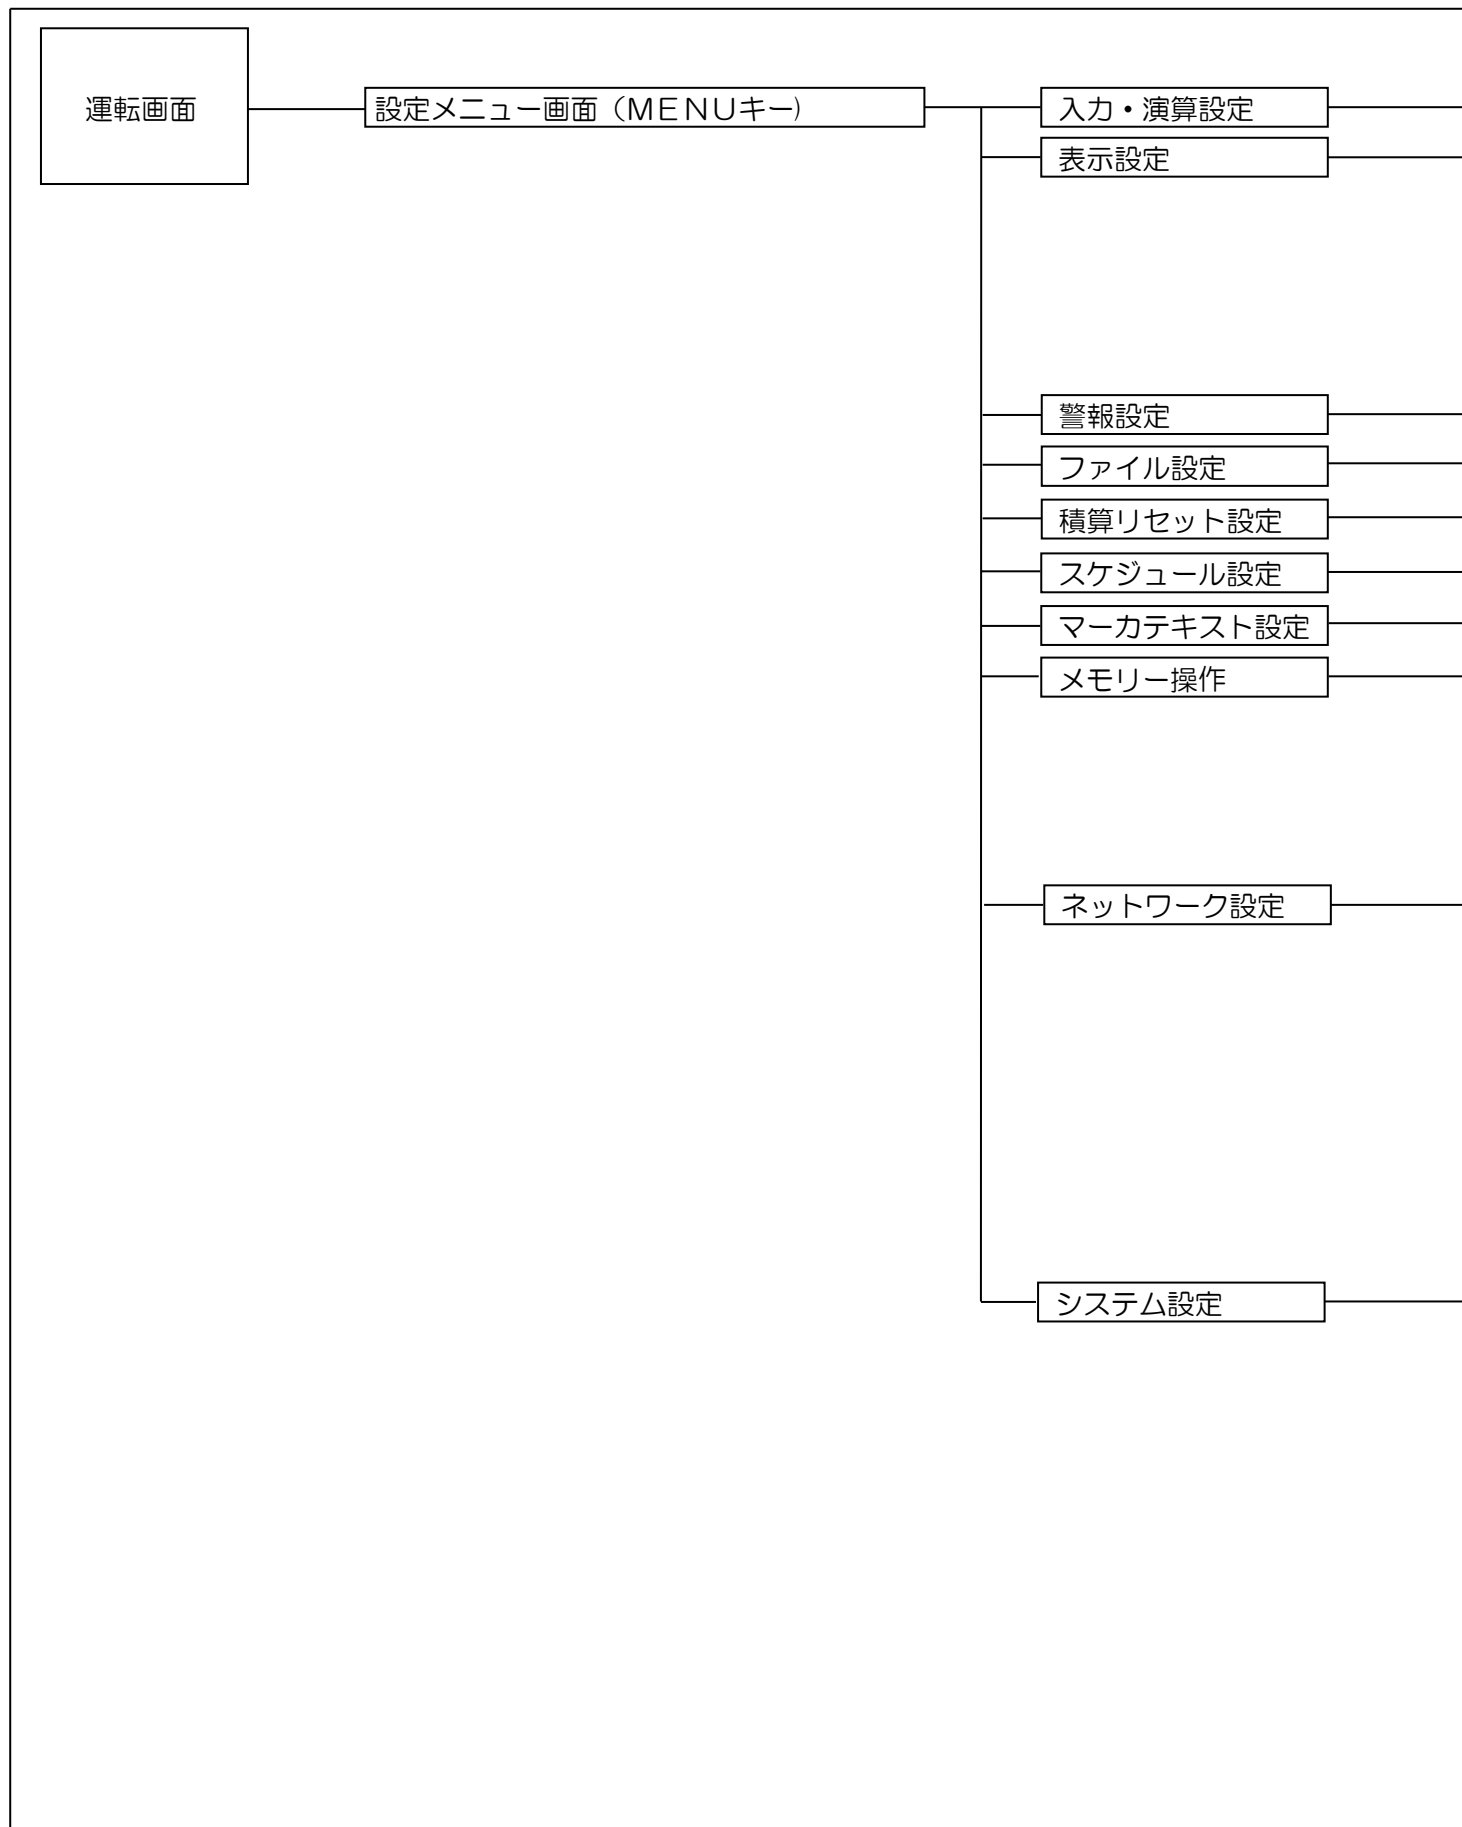 運転画面
設定メニュー画面（ＭＥＮＵキー）
入力・演算設定
表示設定
警報設定
ファイル設定
積算リセット設定
スケジュール設定
マーカテキスト設定
メモリー操作
ネットワーク設定
システム設定